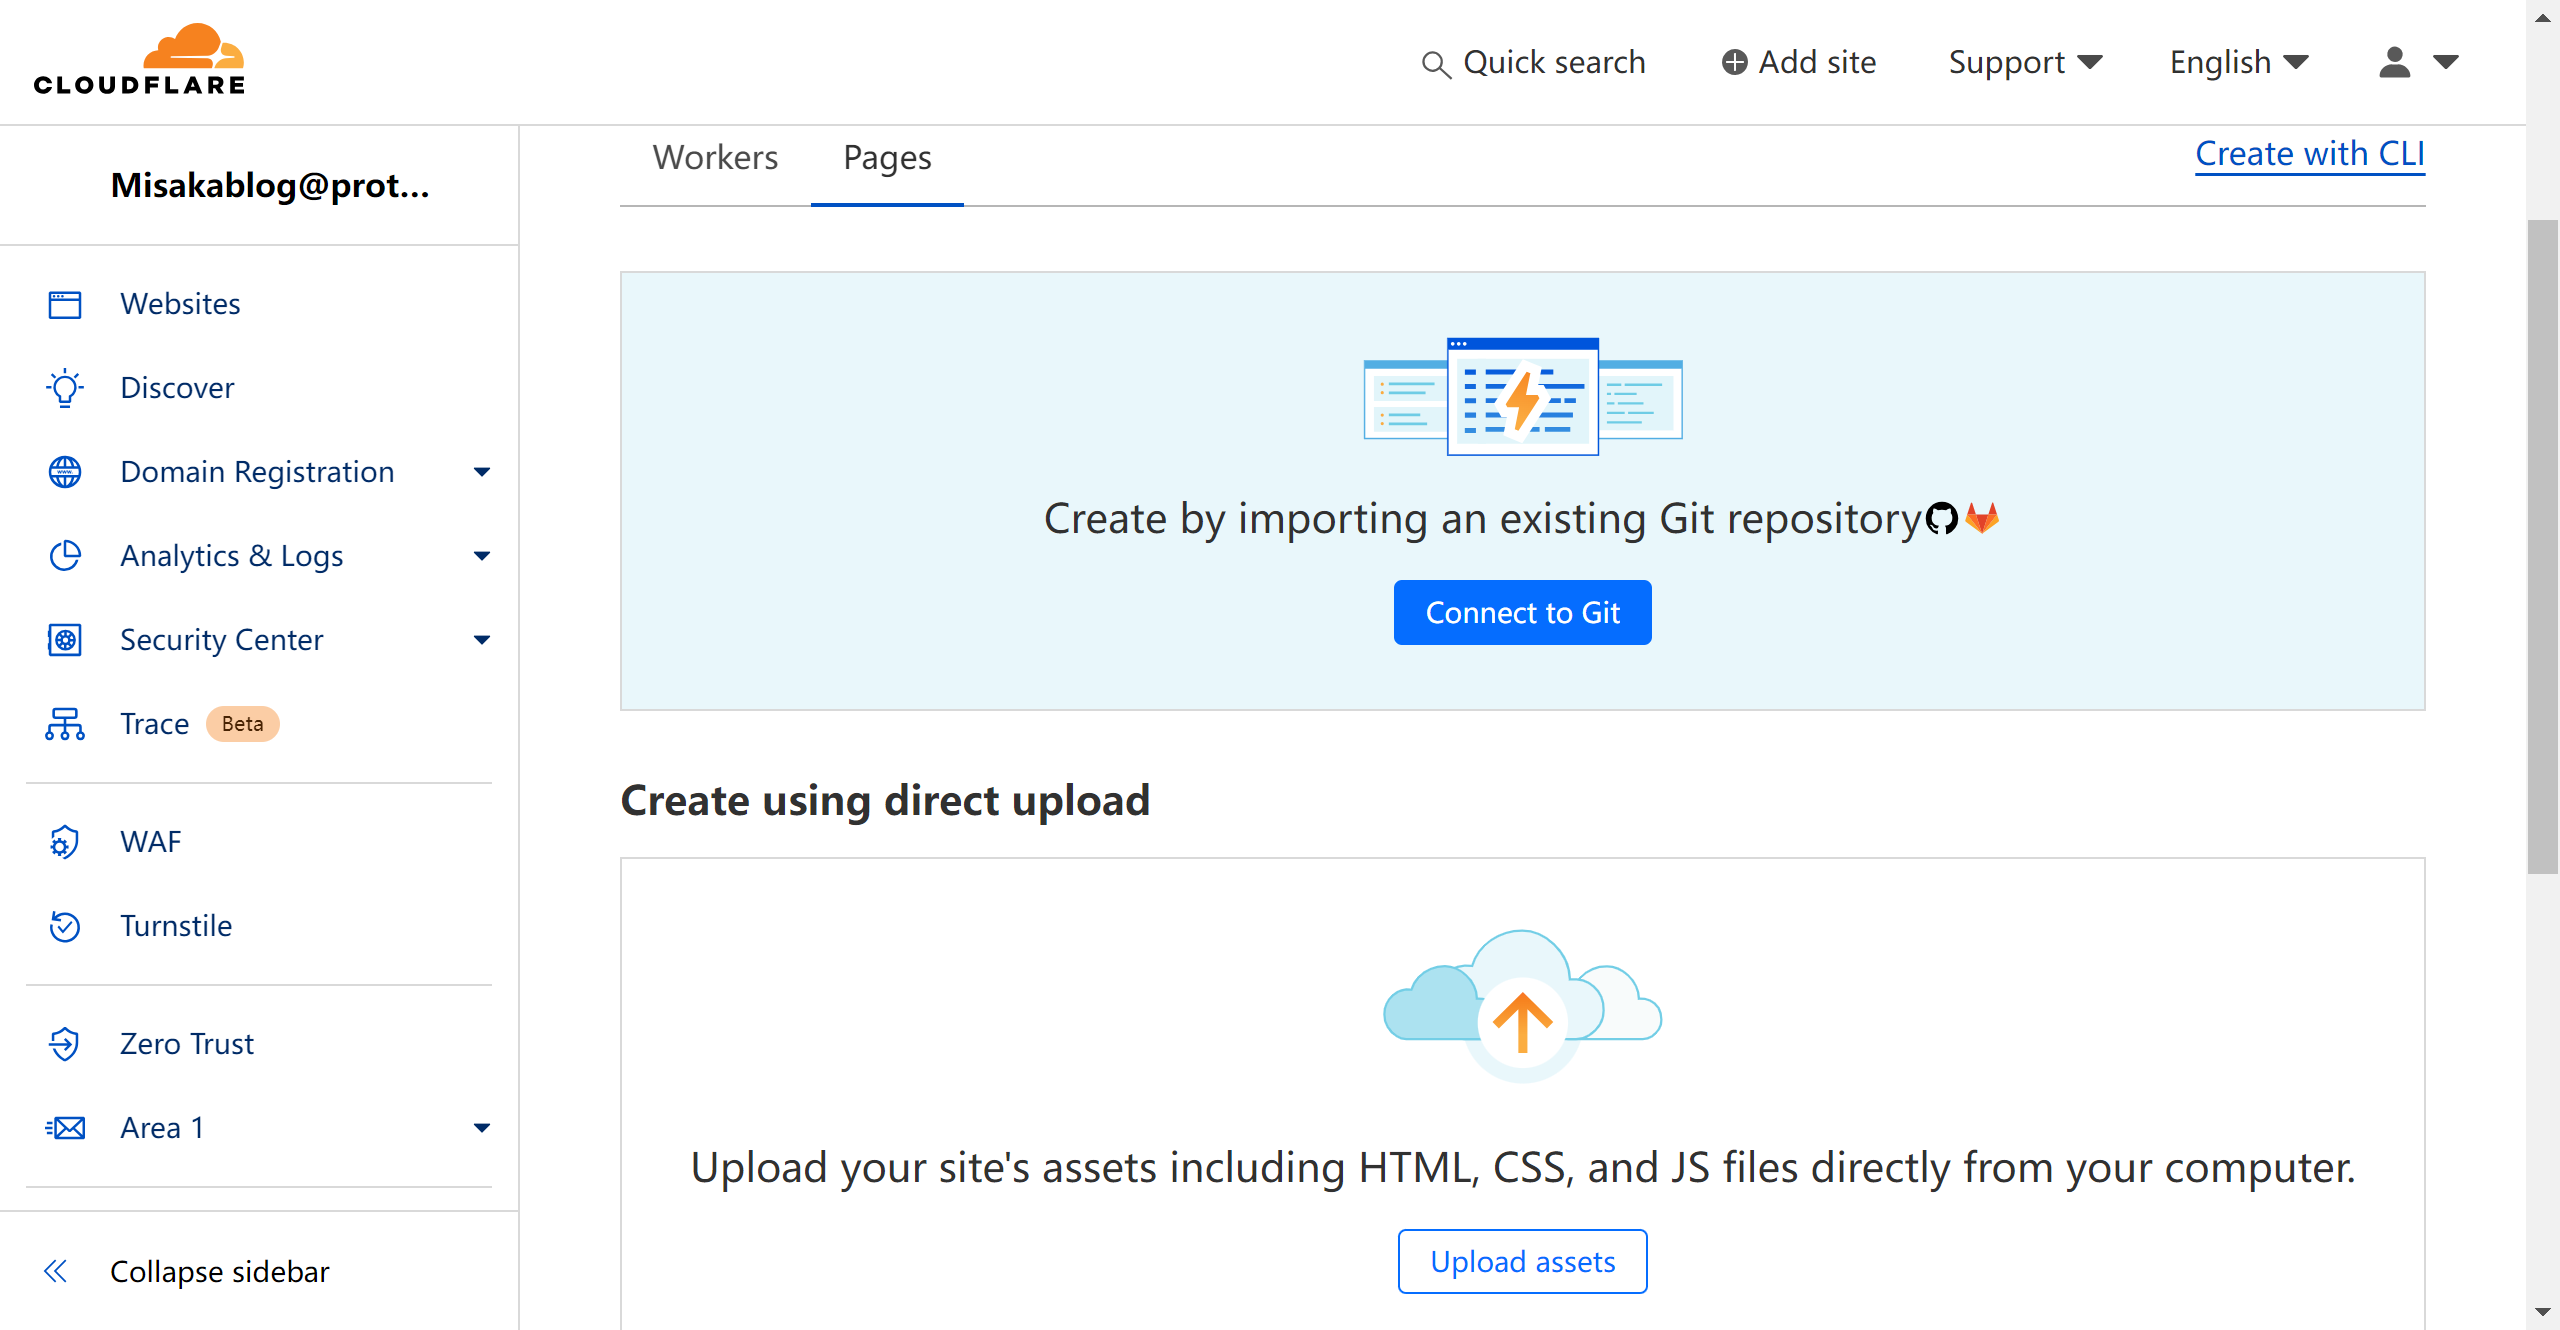 CLOUDFLARE
Quick search
Add site
Support
English
Misakablog@prot...
Websites
Discover
Domain Registration
Analytics & Logs
Security Center
Trace Beta
WAF
Turnstile
Zero Trust
Area 1
Collapse sidebar
Workers
Pages
Create with CLI
Create by importing an existing Git repository
Connect to Git
Create using direct upload
Upload your site's assets including HTML, CSS, and JS files directly from your computer.
Upload assets